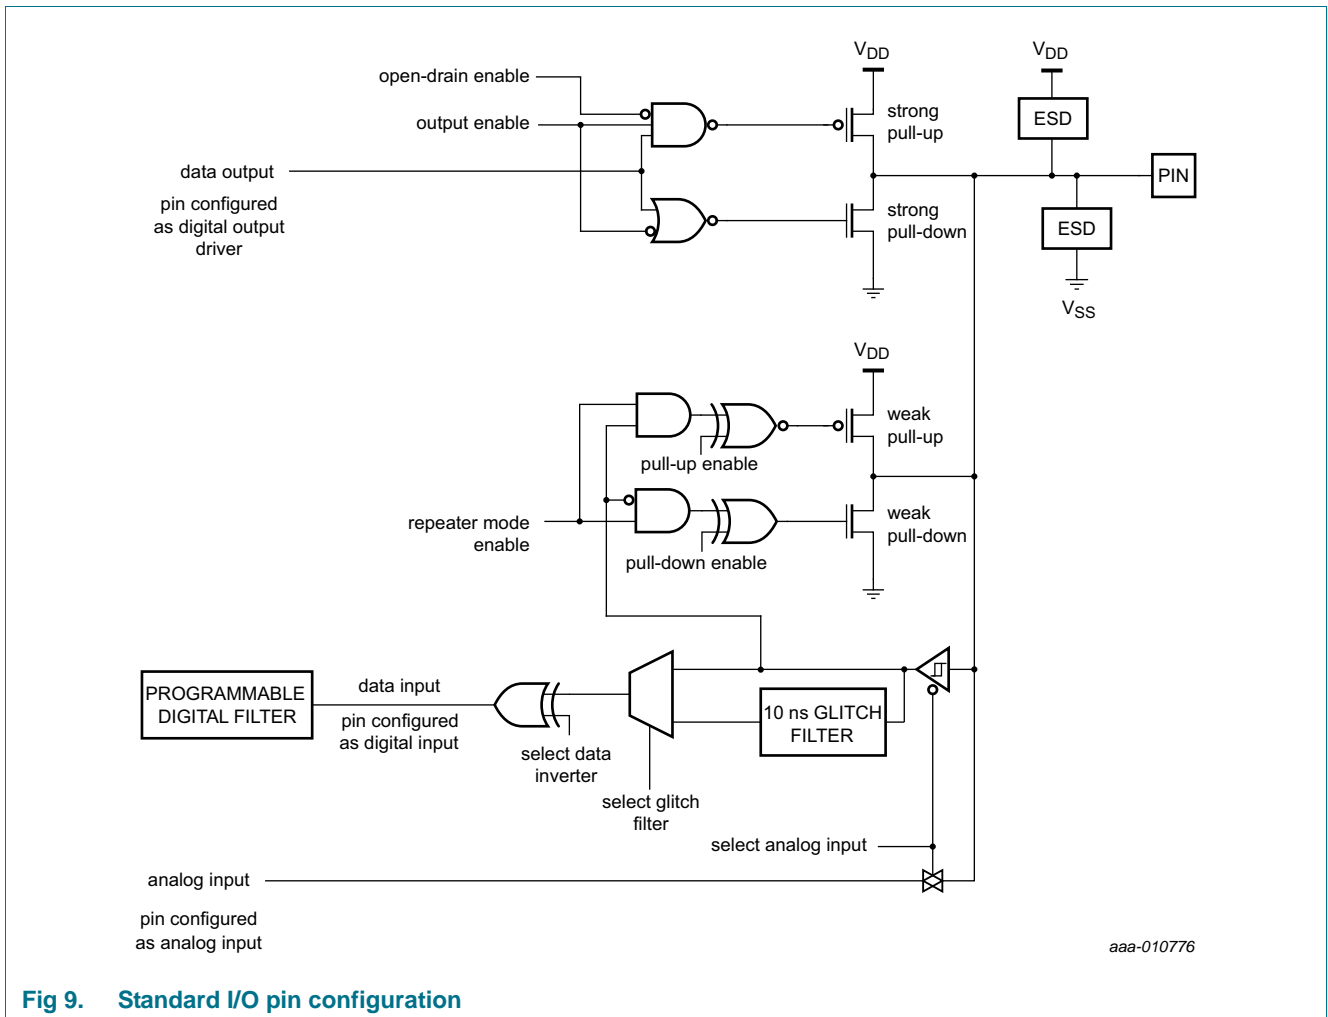 VDD
VDD
open-drain enable
strong
pull-up
ESD
output enable
data output
PIN
pin configured
as digital output
driver
strong
pull-down
ESD
VSS
VDD
weak
pull-up
pull-up enable
repeater mode
enable
weak
pull-down
pull-down enable
PROGRAMMABLE
DIGITAL FILTER
data input
pin configured
as digital input
10 ns GLITCH
FILTER
select data
inverter
select glitch
filter
select analog input
analog input
pin configured
as analog input
aaa-010776
Fig 9. Standard I/O pin configuration